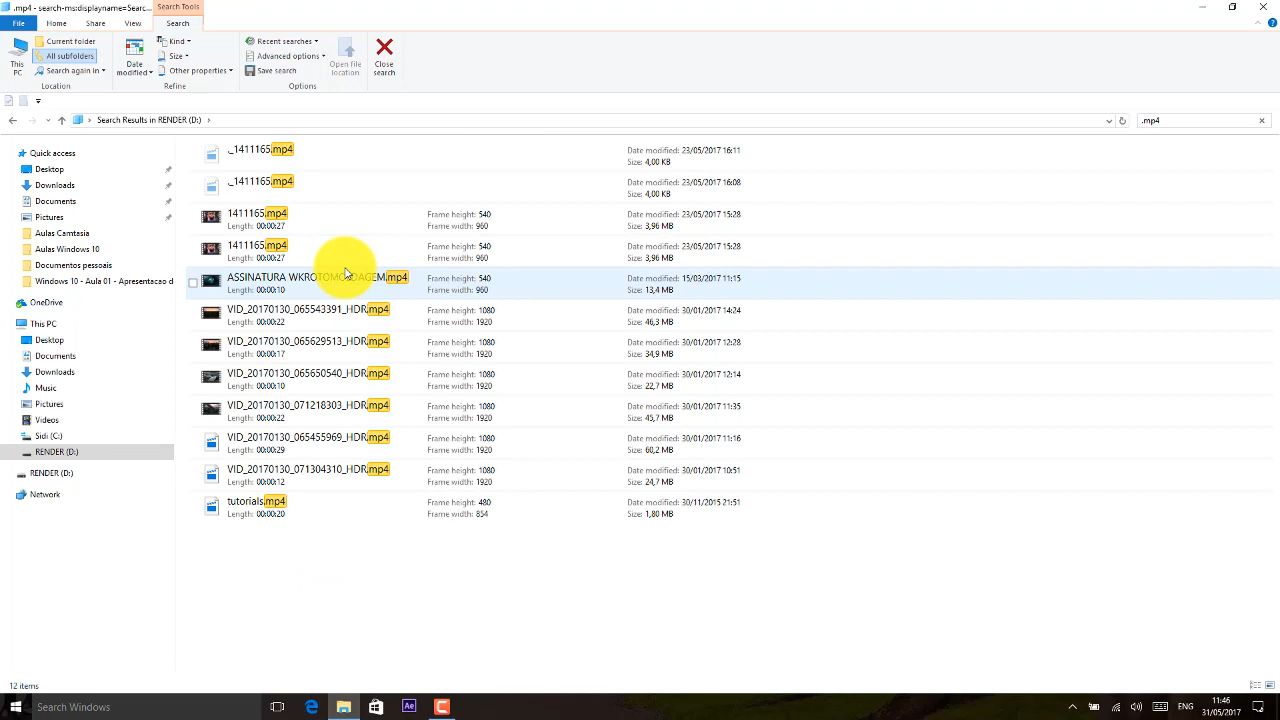 .mp4 - search-ms:displayname=Searc...
Search Tools
File
Home
Share
View
Search
This PC
Current folder
All subfolders
Search again in
Location
Date modified
Kind
Size
Other properties
Refine
Recent searches
Advanced options
Save search
Open file location
Options
Close search
Search Results in RENDER (D:)
.mp4
Quick access
Desktop
Downloads
Documents
Pictures
Aulas Camtasia
Aulas Windows 10
Documentos pessoais
Windows 10 - Aula 01 - Apresentacao d
OneDrive
This PC
Desktop
Documents
Downloads
Music
Pictures
Videos
Sidi (C:)
RENDER (D:)
RENDER (D:)
Network
._1411165.mp4
Date modified: 23/05/2017 16:11
Size: 4,00 KB
._1411165.mp4
Date modified: 23/05/2017 16:08
Size: 4,00 KB
1411165.mp4
Length: 00:00:27
Frame height: 540
Frame width: 960
Date modified: 23/05/2017 15:28
Size: 3,96 MB
1411165.mp4
Length: 00:00:27
Frame height: 540
Frame width: 960
Date modified: 23/05/2017 15:28
Size: 3,96 MB
ASSINATURA .mp4
Length: 00:00:10
Frame height: 540
Frame width: 960
Date modified: 15/03/2017 11:15
Size: 13,4 MB
VID_20170130_065543391_HDR.mp4
Length: 00:00:22
Frame height: 1080
Frame width: 1920
Date modified: 30/01/2017 14:24
Size: 46,3 MB
VID_20170130_065629513_HDR.mp4
Length: 00:00:17
Frame height: 1080
Frame width: 1920
Date modified: 30/01/2017 12:28
Size: 34,9 MB
VID_20170130_065650540_HDR.mp4
Length: 00:00:10
Frame height: 1080
Frame width: 1920
Date modified: 30/01/2017 12:14
Size: 22,7 MB
VID_20170130_071218303_HDR.mp4
Length: 00:00:22
Frame height: 1080
Frame width: 1920
Date modified: 30/01/2017 11:35
Size: 45,7 MB
VID_20170130_065455969_HDR.mp4
Length: 00:00:29
Frame height: 1080
Frame width: 1920
Date modified: 30/01/2017 11:16
Size: 60,2 MB
VID_20170130_071304310_HDR.mp4
Length: 00:00:12
Frame height: 1080
Frame width: 1920
Date modified: 30/01/2017 10:51
Size: 24,7 MB
tutorials.mp4
Length: 00:00:20
Frame height: 480
Frame width: 854
Date modified: 30/11/2015 21:51
Size: 1,80 MB
12 items
Search Windows
Ae
ENG
11:46
31/05/2017